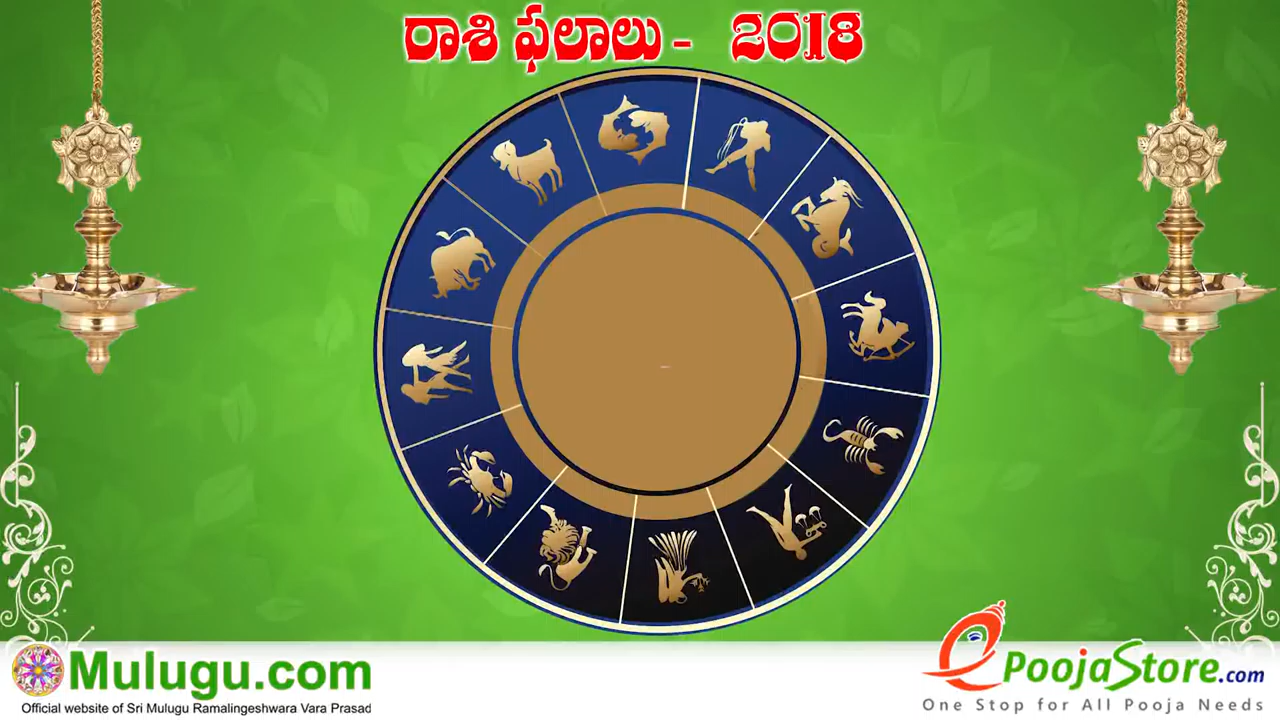 రాశి ఫలాలు - 2018
Mulugu.com
Official website of Sri Mulugu Ramalingeshwara Vara Prasad
ePoojaStore.com
One Stop for All Pooja Needs